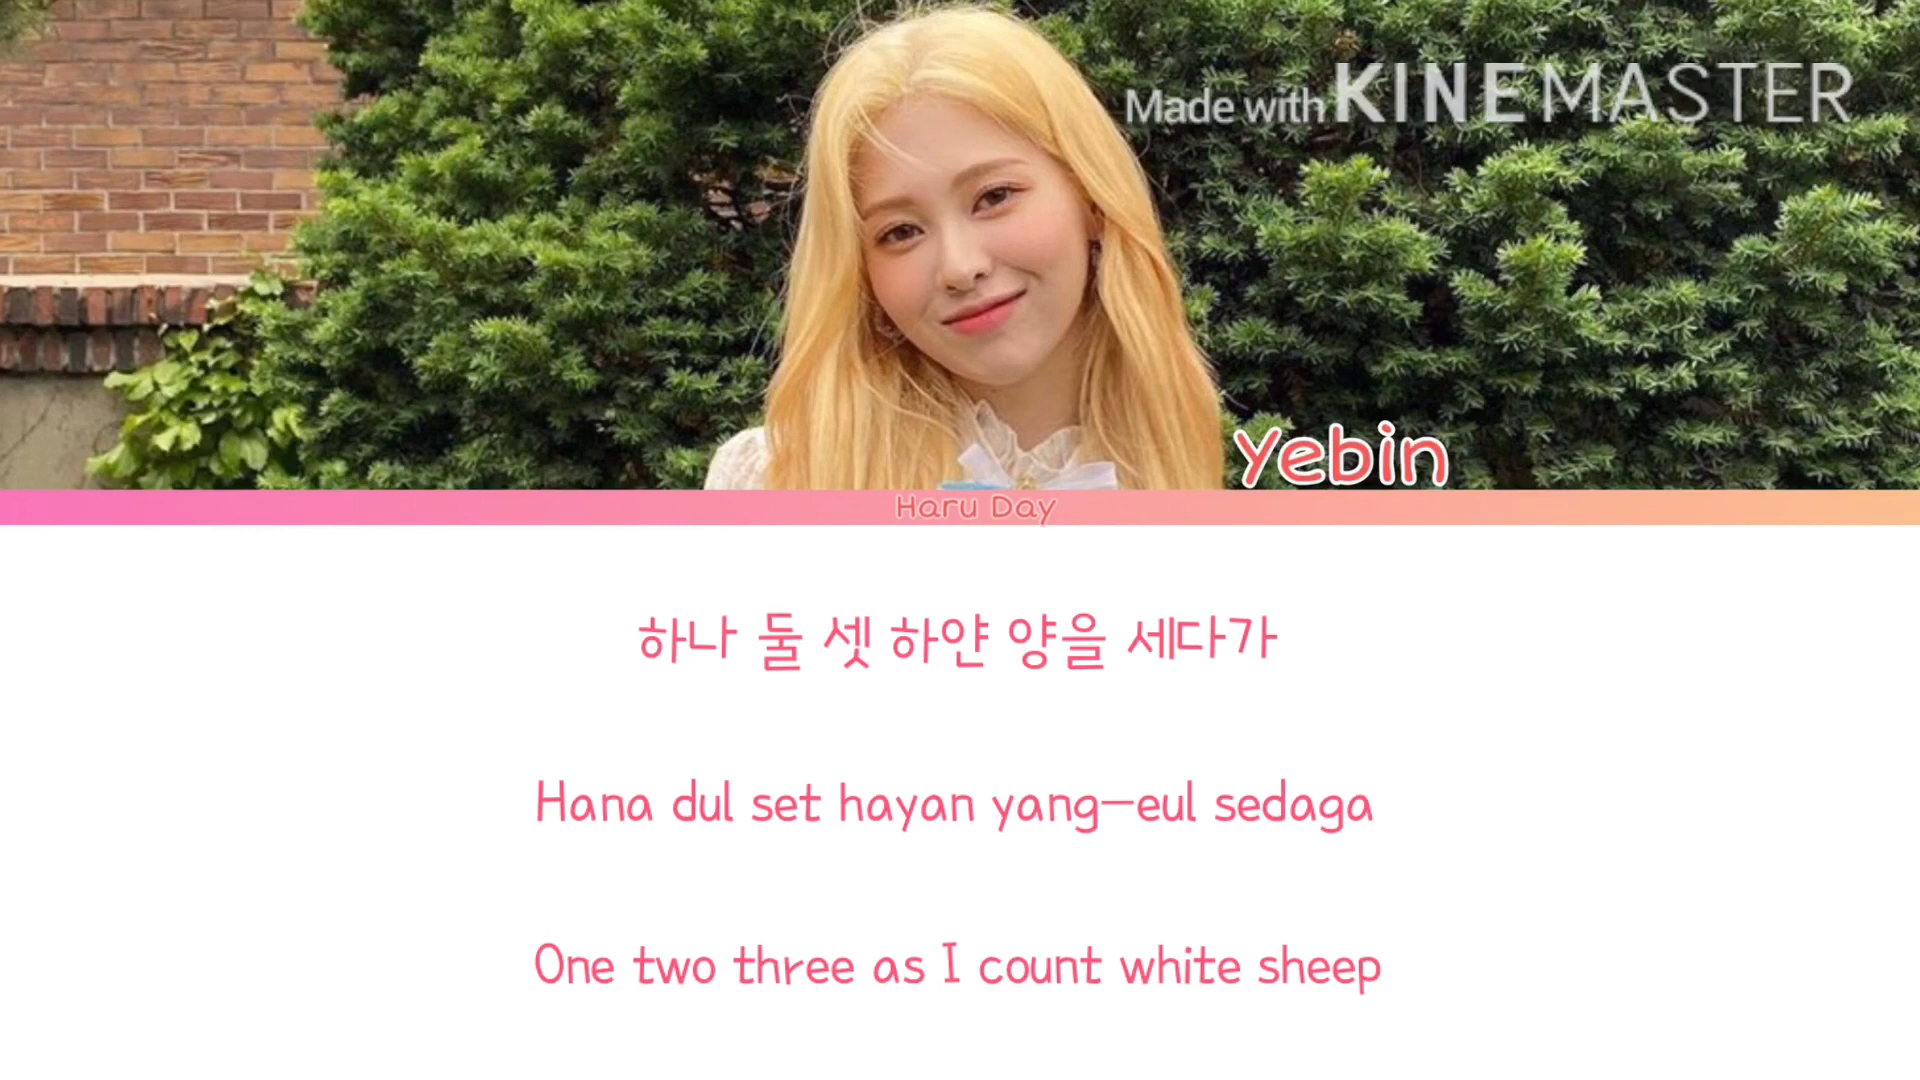 Made with KINEMASTER
Yebin
Haru Day
하나 둘 셋 하얀 양을 세다가
Hana dul set hayan yang-eul sedaga
One two three as I count white sheep